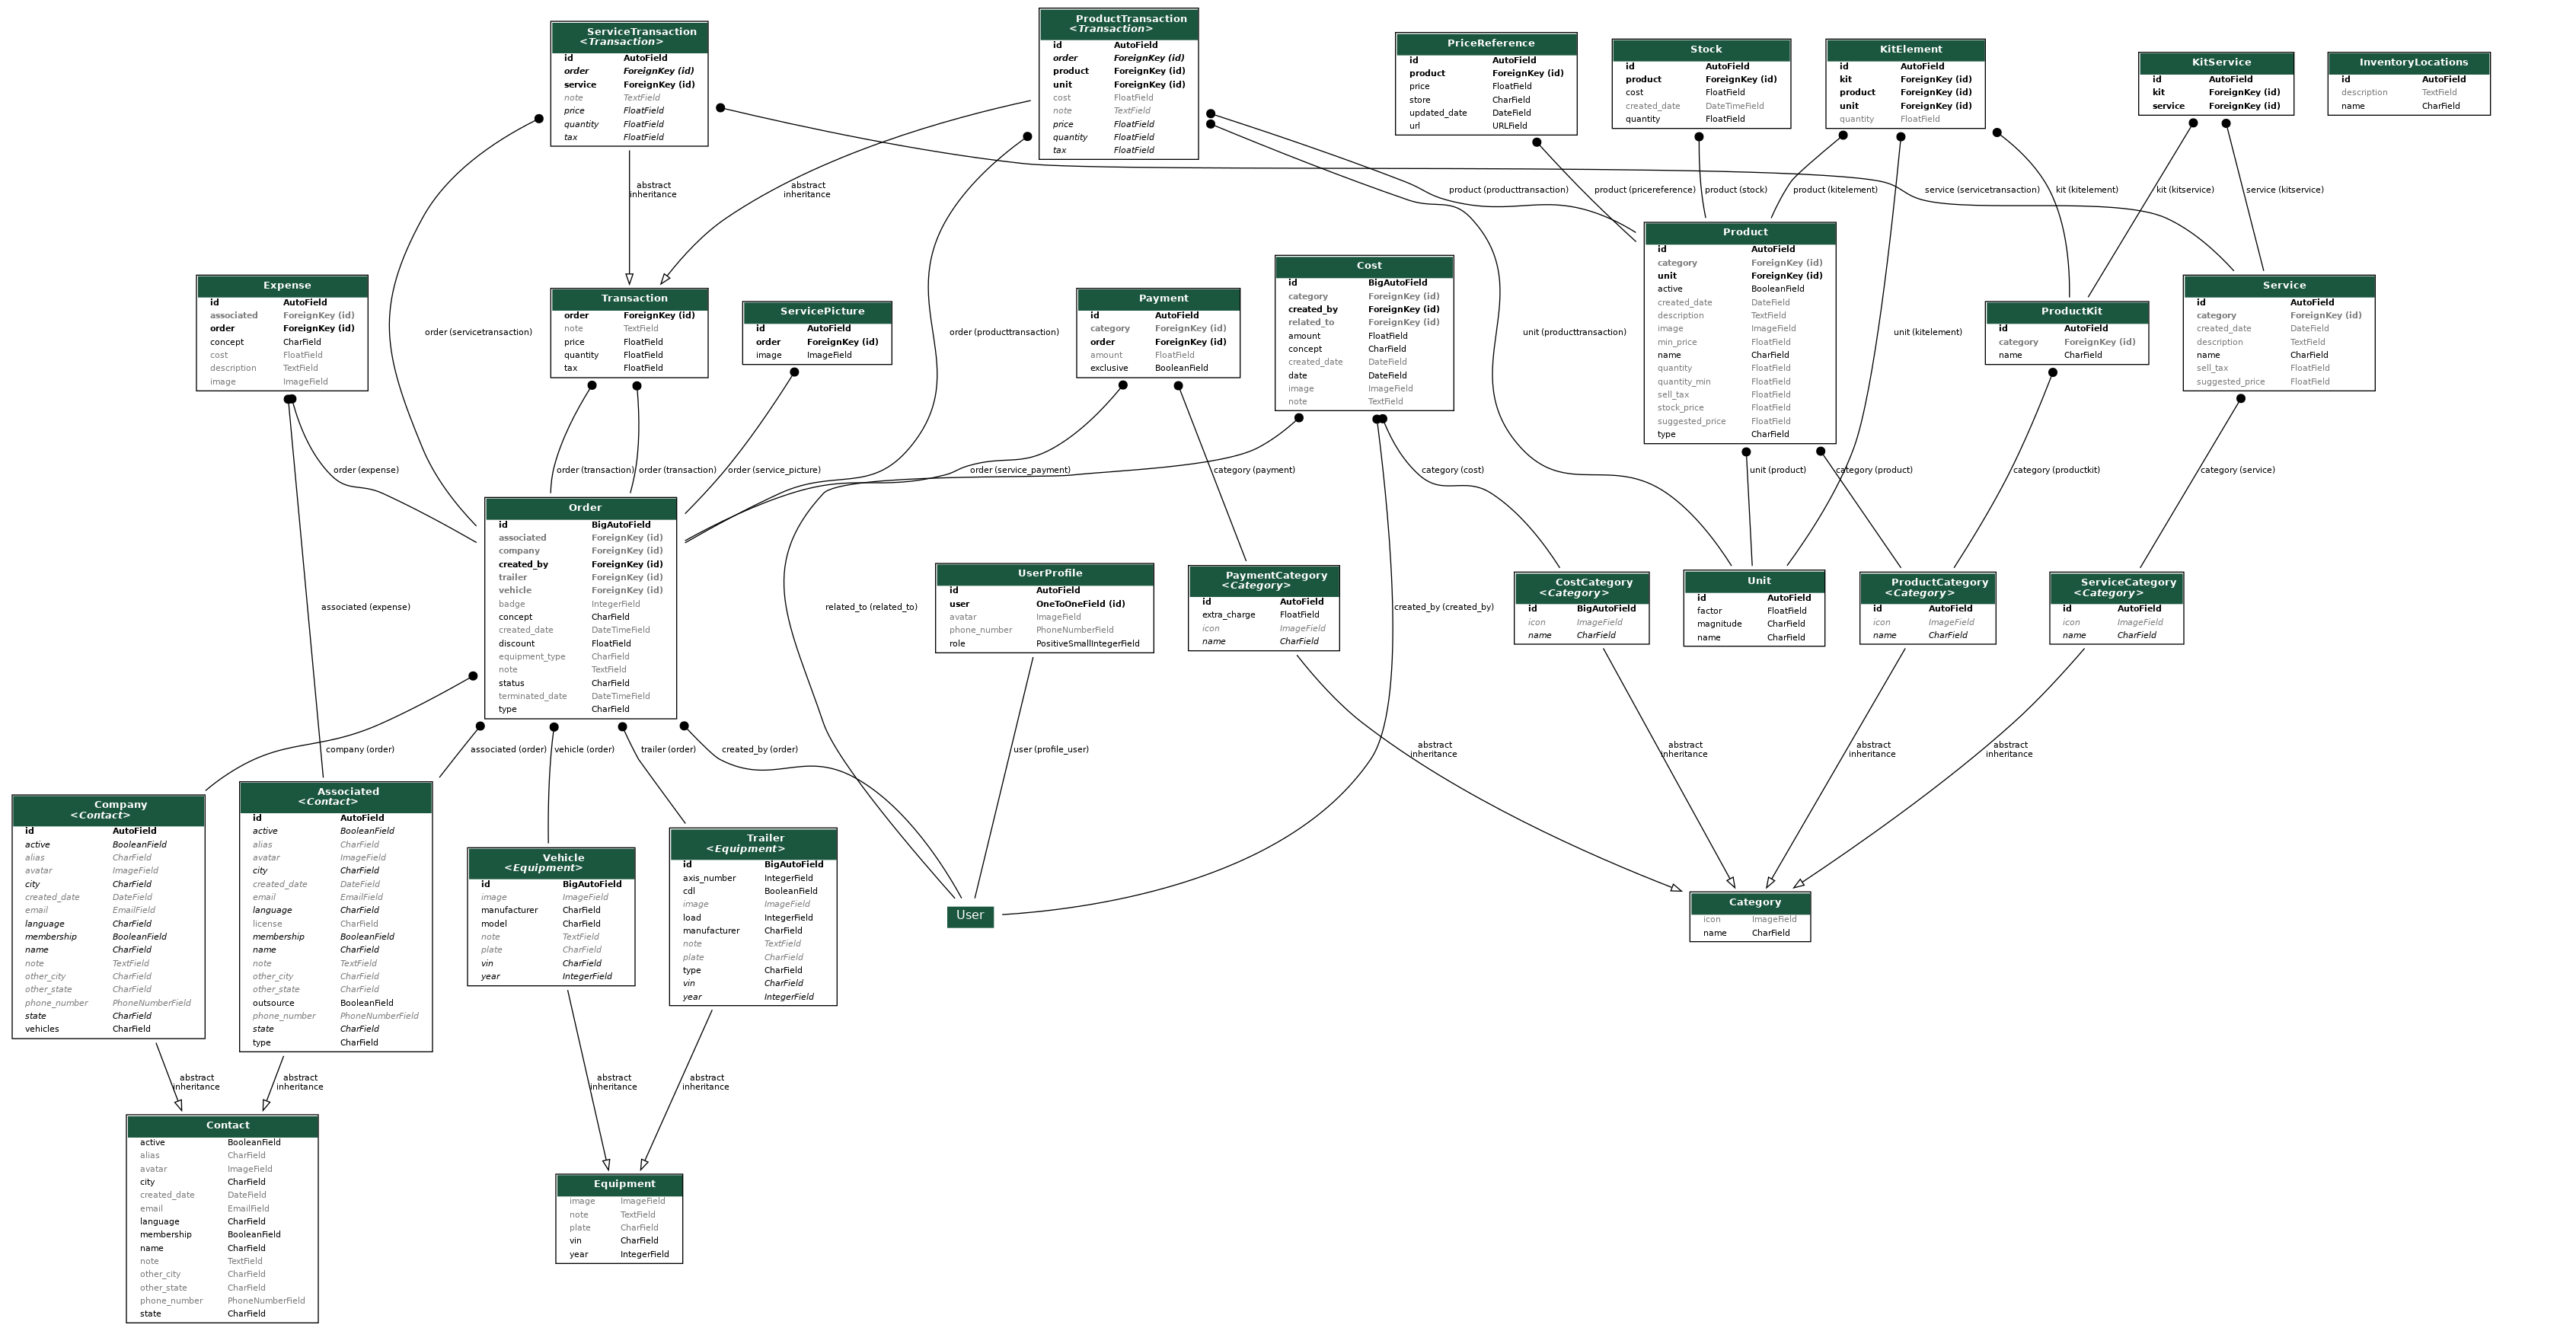 ServiceTransaction
<Transaction>
id AutoField
order ForeignKey (id)
service ForeignKey (id)
note TextField
price FloatField
quantity FloatField
tax FloatField
ProductTransaction
<Transaction>
id AutoField
order ForeignKey (id)
product ForeignKey (id)
unit ForeignKey (id)
cost FloatField
note TextField
price FloatField
quantity FloatField
tax FloatField
PriceReference
id AutoField
product ForeignKey (id)
price FloatField
store CharField
updated_date DateField
url URLField
Stock
id AutoField
product ForeignKey (id)
cost FloatField
created_date DateTimeField
quantity FloatField
KitElement
id AutoField
kit ForeignKey (id)
product ForeignKey (id)
unit ForeignKey (id)
quantity FloatField
KitService
id AutoField
kit ForeignKey (id)
service ForeignKey (id)
InventoryLocations
id AutoField
description TextField
name CharField
abstract
inheritance
abstract
inheritance
product (producttransaction)
product (pricereference)
product (stock)
product (kitelement)
service (servicetransaction)
kit (kitelement)
kit (kitservice)
service (kitservice)
Expense
id AutoField
associated ForeignKey (id)
order ForeignKey (id)
concept CharField
cost FloatField
description TextField
image ImageField
order (servicetransaction)
Transaction
order ForeignKey (id)
note TextField
price FloatField
quantity FloatField
tax FloatField
ServicePicture
id AutoField
order ForeignKey (id)
image ImageField
order (producttransaction)
Payment
id AutoField
category ForeignKey (id)
order ForeignKey (id)
amount FloatField
exclusive BooleanField
Cost
id BigAutoField
category ForeignKey (id)
created_by ForeignKey (id)
related_to ForeignKey (id)
amount FloatField
concept CharField
created_date DateField
date DateField
image ImageField
note TextField
unit (producttransaction)
Product
id AutoField
category ForeignKey (id)
unit ForeignKey (id)
active BooleanField
created_date DateField
description TextField
image ImageField
min_price FloatField
name CharField
quantity FloatField
quantity_min FloatField
sell_tax FloatField
stock_price FloatField
suggested_price FloatField
type CharField
unit (kitelement)
ProductKit
id AutoField
category ForeignKey (id)
name CharField
Service
id AutoField
category ForeignKey (id)
created_date DateField
description TextField
name CharField
sell_tax FloatField
suggested_price FloatField
order (expense)
order (transaction)
order (transaction)
order (service_picture)
order (service_payment)
category (payment)
category (cost)
unit (product)
category (product)
category (productkit)
category (service)
associated (expense)
Order
id BigAutoField
associated ForeignKey (id)
company ForeignKey (id)
created_by ForeignKey (id)
trailer ForeignKey (id)
vehicle ForeignKey (id)
badge IntegerField
concept CharField
created_date DateTimeField
discount FloatField
equipment_type CharField
note TextField
status CharField
terminated_date DateTimeField
type CharField
related_to (related_to)
UserProfile
id AutoField
user OneToOneField (id)
avatar ImageField
phone_number PhoneNumberField
role PositiveSmallIntegerField
PaymentCategory
<Category>
id AutoField
extra_charge FloatField
icon ImageField
name CharField
created_by (created_by)
CostCategory
<Category>
id BigAutoField
icon ImageField
name CharField
Unit
id AutoField
factor FloatField
magnitude CharField
name CharField
ProductCategory
<Category>
id AutoField
icon ImageField
name CharField
ServiceCategory
<Category>
id AutoField
icon ImageField
name CharField
company (order)
associated (order)
vehicle (order)
trailer (order)
created_by (order)
user (profile_user)
abstract
inheritance
abstract
inheritance
abstract
inheritance
abstract
inheritance
Company
<Contact>
id AutoField
active BooleanField
alias CharField
avatar ImageField
city CharField
created_date DateField
email EmailField
language CharField
membership BooleanField
name CharField
note TextField
other_city CharField
other_state CharField
phone_number PhoneNumberField
state CharField
vehicles CharField
Associated
<Contact>
id AutoField
active BooleanField
alias CharField
avatar ImageField
city CharField
created_date DateField
email EmailField
language CharField
license CharField
membership BooleanField
name CharField
note TextField
other_city CharField
other_state CharField
outsource BooleanField
phone_number PhoneNumberField
state CharField
type CharField
Vehicle
<Equipment>
id BigAutoField
image ImageField
manufacturer CharField
model CharField
note TextField
plate CharField
vin CharField
year IntegerField
Trailer
<Equipment>
id BigAutoField
axis_number IntegerField
cdl BooleanField
image ImageField
load IntegerField
manufacturer CharField
note TextField
plate CharField
type CharField
vin CharField
year IntegerField
User
Category
icon ImageField
name CharField
abstract
inheritance
abstract
inheritance
abstract
inheritance
abstract
inheritance
Contact
active BooleanField
alias CharField
avatar ImageField
city CharField
created_date DateField
email EmailField
language CharField
membership BooleanField
name CharField
note TextField
other_city CharField
other_state CharField
phone_number PhoneNumberField
state CharField
Equipment
image ImageField
note TextField
plate CharField
vin CharField
year IntegerField